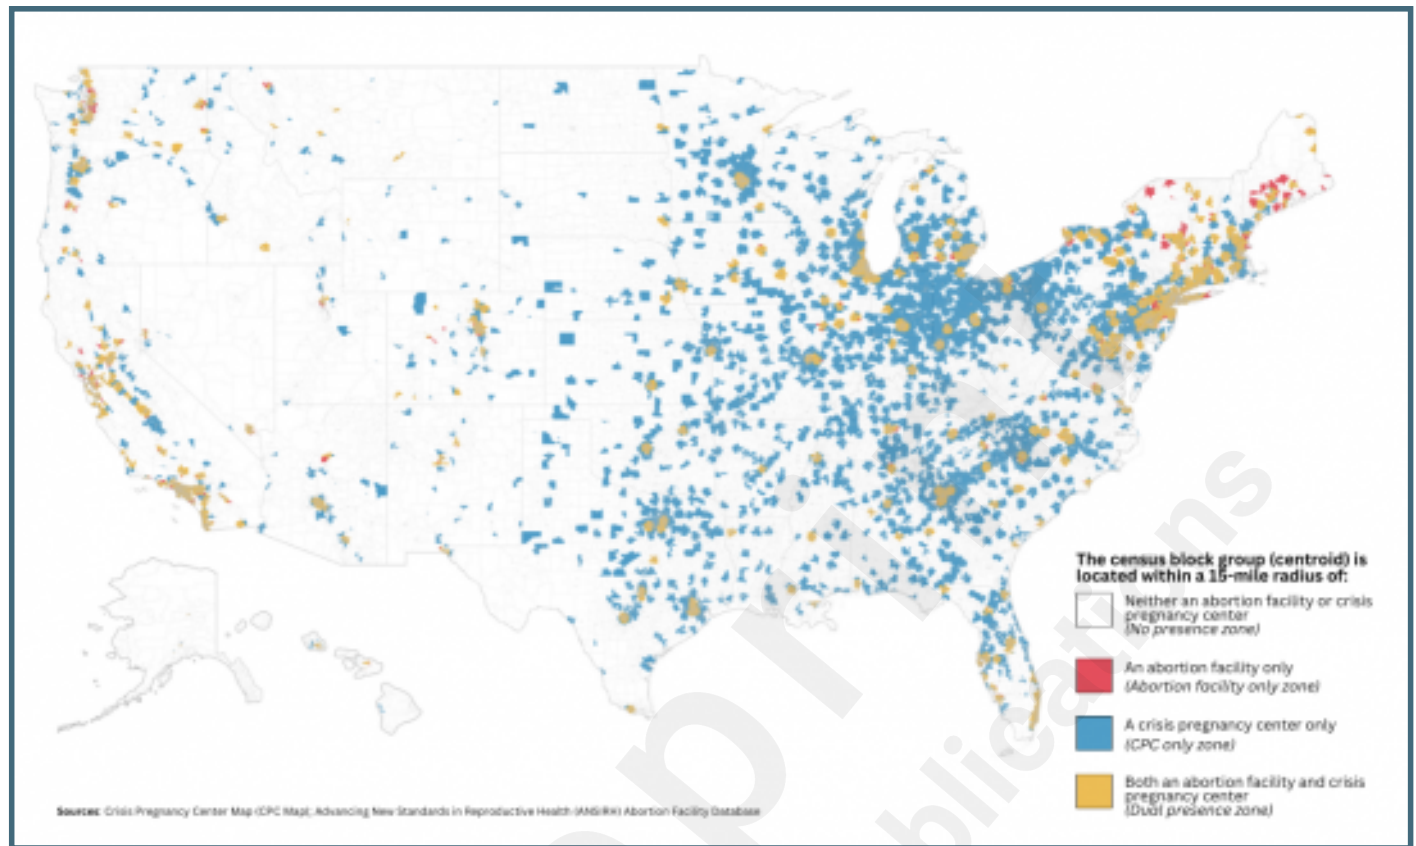 The census block group (centroid) is
located within a 15-mile radius of:
Neither an abortion facility or crisis
pregnancy center
(No presence zone)
An abortion facility only
(Abortion facility only zone)
A crisis pregnancy center only
(CPC only zone)
Both an abortion facility and crisis
pregnancy center
(Dual presence zone)
Sources: Crisis Pregnancy Center Map (CPC Map); Advancing New Standards in Reproductive Health (ANSIRH) Abortion Facility Database